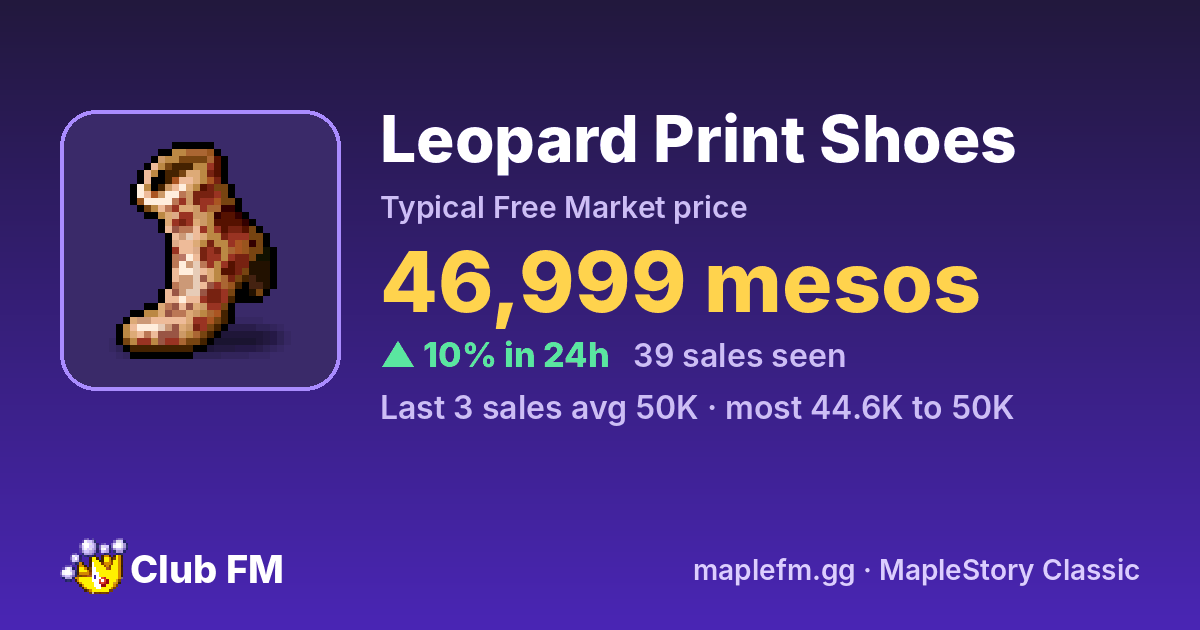 Leopard Print Shoes
Typical Free Market price
46,999 mesos
▲ 10% in 24h 39 sales seen
Last 3 sales avg 50K · most 44.6K to 50K
Club FM
maplefm.gg · MapleStory Classic